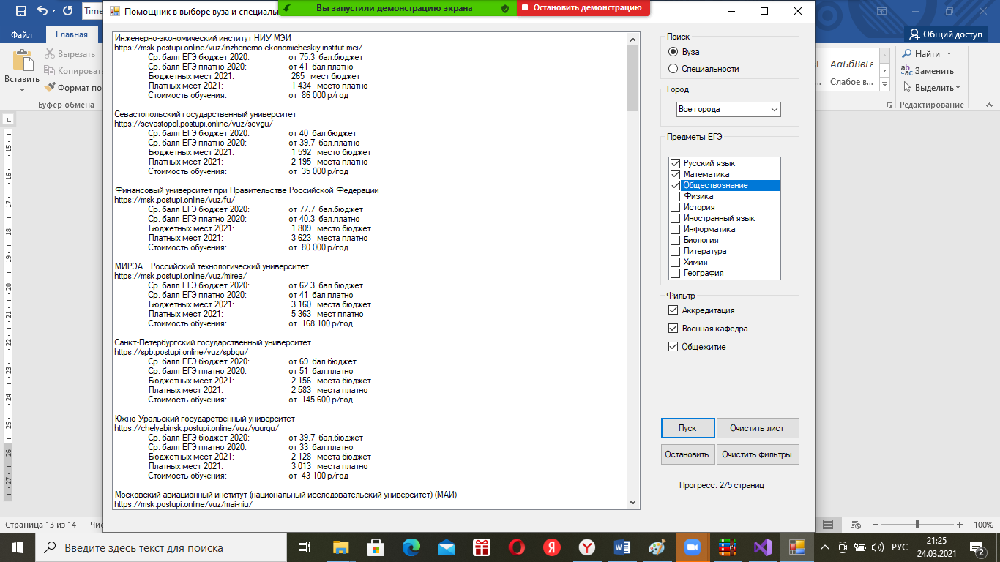 Time
Помощник в выборе вуза и специаль
Вы запустили демонстрацию экрана
Остановить демонстрацию
Файл
Главная
Общий доступ
Вставить
Вырезать
Копироват
Формат по
Буфер обмена
АаБбВвГг
Слабое в...
Найти
Заменить
Выделить
Редактирование
Инженерно-экономический институт НИУ МЭИ
https://msk.postupi.online/vuz/inzhenerno-ekonomicheskiy-institut-mei/
Ср. балл ЕГЭ бюджет 2020: от 75.3 бал.бюджет
Ср. балл ЕГЭ платно 2020: от 41 бал.платно
Бюджетных мест 2021: 265 мест бюджет
Платных мест 2021: 1 434 место платно
Стоимость обучения: от 86 000 р/год
Севастопольский государственный университет
https://sevastopol.postupi.online/vuz/sevgu/
Ср. балл ЕГЭ бюджет 2020: от 40 бал.бюджет
Ср. балл ЕГЭ платно 2020: от 39.7 бал.платно
Бюджетных мест 2021: 1 592 место бюджет
Платных мест 2021: 2 195 места платно
Стоимость обучения: от 35 000 р/год
Финансовый университет при Правительстве Российской Федерации
https://msk.postupi.online/vuz/fu/
Ср. балл ЕГЭ бюджет 2020: от 77.7 бал.бюджет
Ср. балл ЕГЭ платно 2020: от 40.3 бал.платно
Бюджетных мест 2021: 1 809 место бюджет
Платных мест 2021: 3 623 места платно
Стоимость обучения: от 80 000 р/год
МИРЭА – Российский технологический университет
https://msk.postupi.online/vuz/mirea/
Ср. балл ЕГЭ бюджет 2020: от 62.3 бал.бюджет
Ср. балл ЕГЭ платно 2020: от 41 бал.платно
Бюджетных мест 2021: 3 160 места бюджет
Платных мест 2021: 5 363 мест платно
Стоимость обучения: от 168 100 р/год
Санкт-Петербургский государственный университет
https://spb.postupi.online/vuz/spbgu/
Ср. балл ЕГЭ бюджет 2020: от 69 бал.бюджет
Ср. балл ЕГЭ платно 2020: от 51 бал.платно
Бюджетных мест 2021: 2 156 места бюджет
Платных мест 2021: 2 583 места платно
Стоимость обучения: от 145 600 р/год
Южно-Уральский государственный университет
https://chelyabinsk.postupi.online/vuz/yuurgu/
Ср. балл ЕГЭ бюджет 2020: от 39.7 бал.бюджет
Ср. балл ЕГЭ платно 2020: от 33 бал.платно
Бюджетных мест 2021: 2 128 места бюджет
Платных мест 2021: 3 013 места платно
Стоимость обучения: от 43 100 р/год
Московский авиационный институт (национальный исследовательский университет) (МАИ)
https://msk.postupi.online/vuz/mai-niu/
Поиск
Вуза
Специальности
Город
Все города
Предметы ЕГЭ
Русский язык
Математика
Обществознание
Физика
История
Иностранный язык
Информатика
Биология
Литература
Химия
География
Фильтр
Аккредитация
Военная кафедра
Общежитие
Пуск
Очистить лист
Остановить
Очистить фильтры
Прогресс: 2/5 страниц
15
16
17
18
19
20
21
22
23
24
25
26
27
Страница 13 из 14
Чис
100%
Введите здесь текст для поиска
РУС
21:25
24.03.2021
2